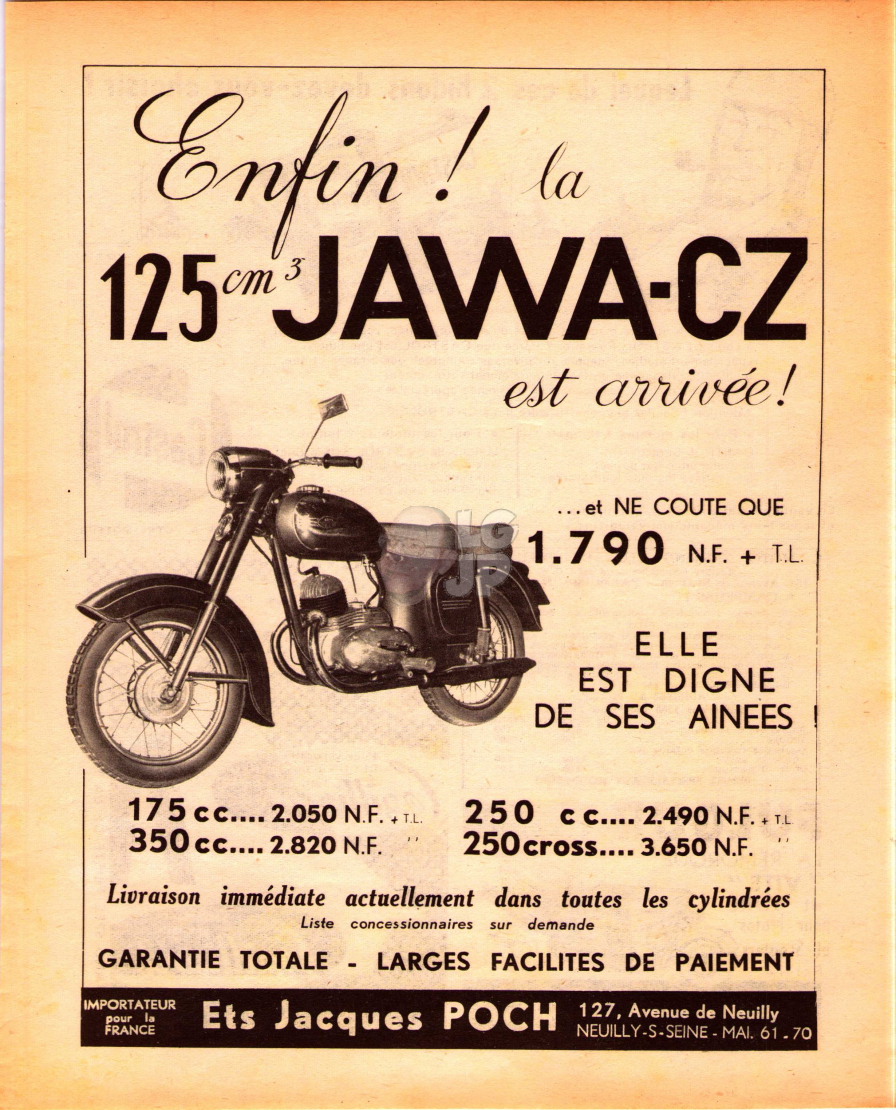 Enfin ! la
125 cm³ JAWA-CZ
est arrivée !
...et NE COUTE QUE
1.790 N.F. + T.L.
ELLE
EST DIGNE
DE SES AINEES !
175 cc.... 2.050 N.F. + T.L.
250 cc.... 2.490 N.F. + T.L.
350 cc.... 2.820 N.F. "
250 cross.... 3.650 N.F. "
Livraison immédiate actuellement dans toutes les cylindrées
Liste concessionnaires sur demande
GARANTIE TOTALE - LARGES FACILITES DE PAIEMENT
IMPORTATEUR
pour la
FRANCE
Ets Jacques POCH
127, Avenue de Neuilly
NEUILLY-S-SEINE - MAI. 61-70
LG
JP